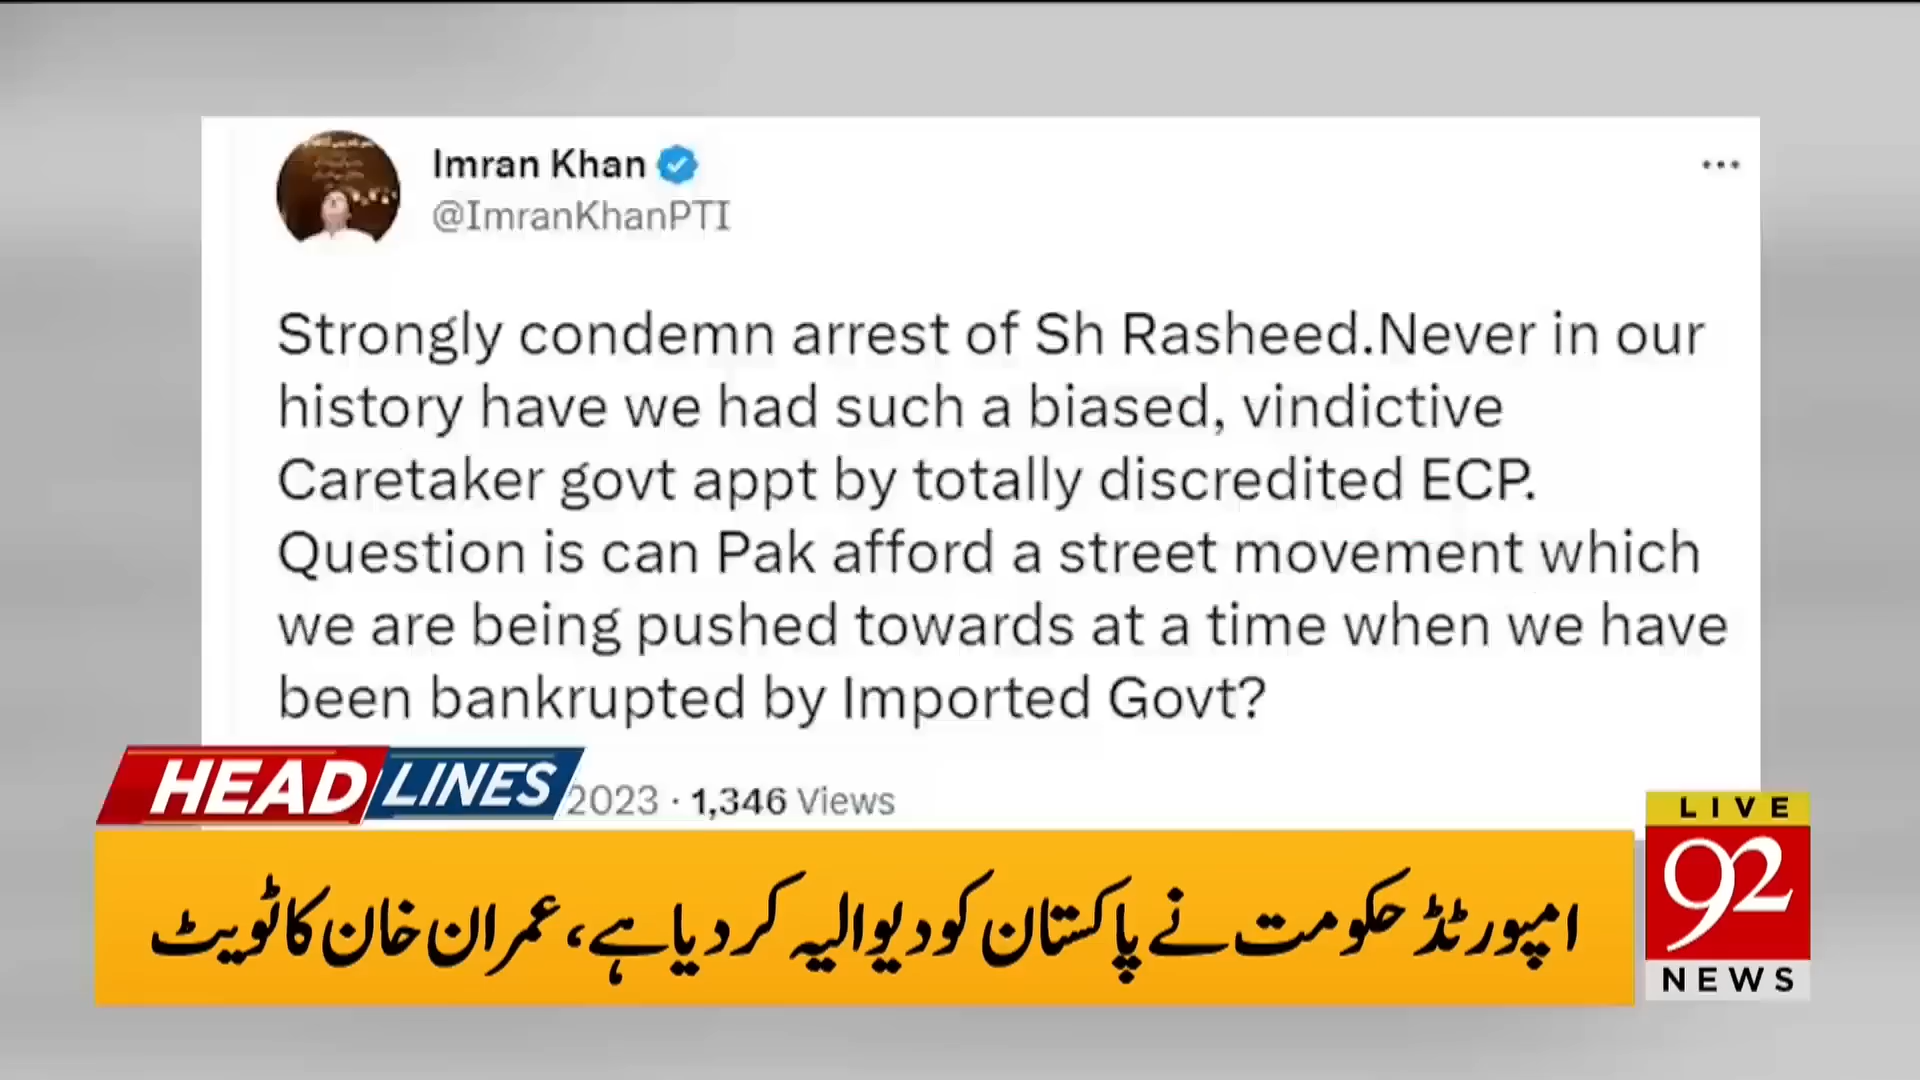 Imran Khan
@ImranKhanPTI
Strongly condemn arrest of Sh Rasheed.Never in our
history have we had such a biased, vindictive
Caretaker govt appt by totally discredited ECP.
Question is can Pak afford a street movement which
we are being pushed towards at a time when we have
been bankrupted by Imported Govt?
2023 · 1,346 Views
HEADLINES
امپورٹڈ حکومت نے پاکستان کو دیوالیہ کر دیا ہے، عمران خان کا ٹویٹ
LIVE
92
NEWS